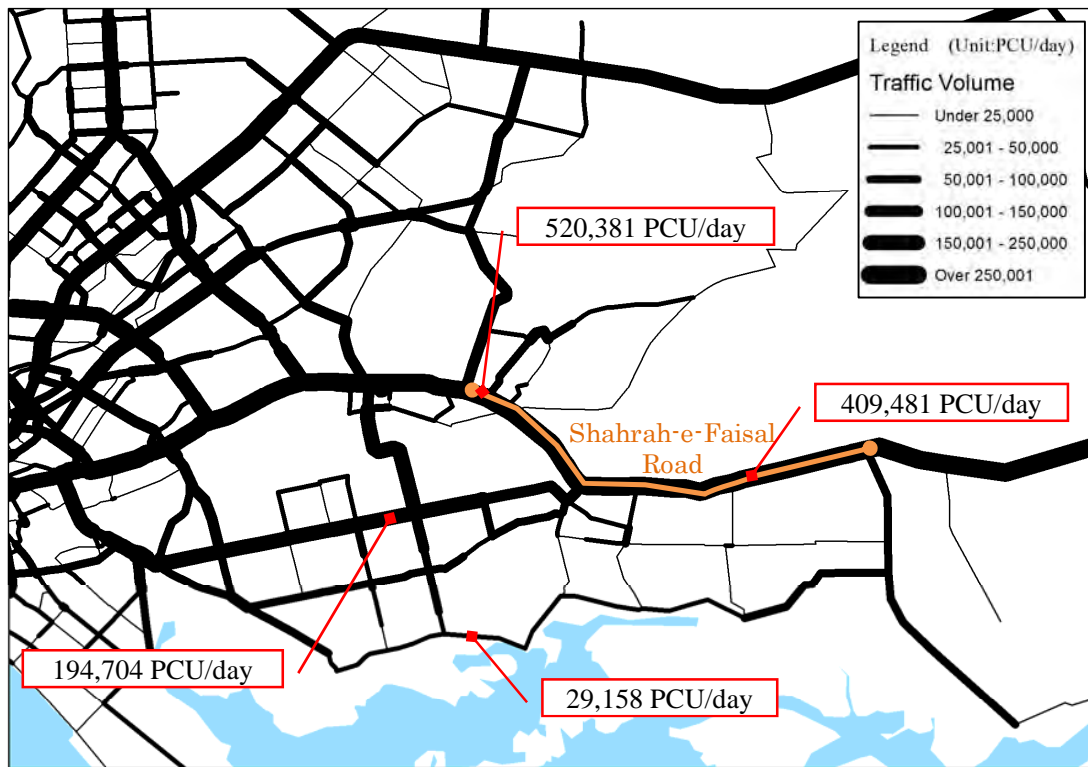 Legend (Unit:PCU/day)
Traffic Volume
Under 25,000
25,001 - 50,000
50,001 - 100,000
100,001 - 150,000
150,001 - 250,000
Over 250,001
520,381 PCU/day
409,481 PCU/day
Shahrah-e-Faisal
Road
194,704 PCU/day
29,158 PCU/day